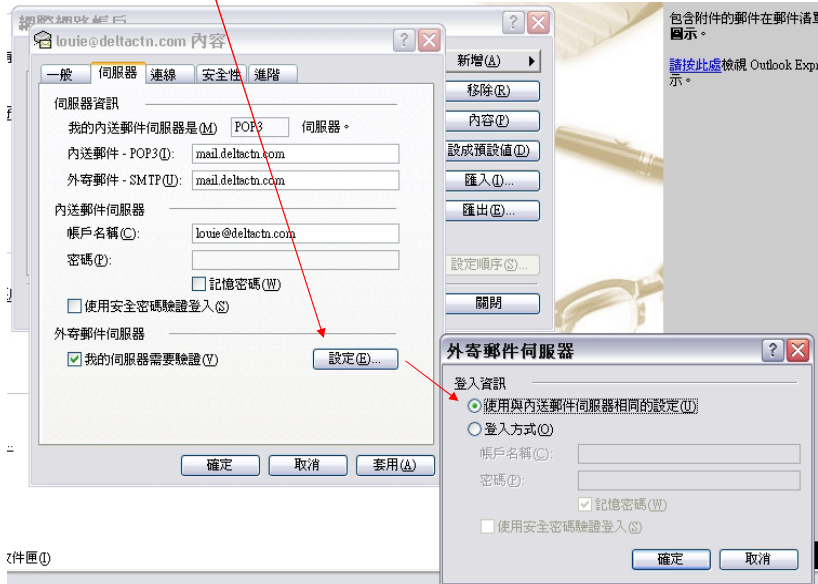 網際網路帳戶
louie@deltactn.com 內容
一般 伺服器 連線 安全性 進階
伺服器資訊
我的內送郵件伺服器是(M) POP3 伺服器。
內送郵件 - POP3(I): mail.deltactn.com
外寄郵件 - SMTP(U): mail.deltactn.com
內送郵件伺服器
帳戶名稱(C): louie@deltactn.com
密碼(P):
記憶密碼(W)
使用安全密碼驗證登入(S)
外寄郵件伺服器
我的伺服器需要驗證(V) 設定(E)...
確定 取消 套用(A)
新增(A)
移除(R)
內容(P)
設成預設值(D)
匯入(I)...
匯出(E)...
設定順序(S)...
關閉
包含附件的郵件在郵件清單
圖示。
請按此處檢視 Outlook Exp
示。
外寄郵件伺服器
登入資訊
使用與內送郵件伺服器相同的設定(U)
登入方式(O)
帳戶名稱(C):
密碼(P):
記憶密碼(W)
使用安全密碼驗證登入(S)
確定 取消
件匣(I)